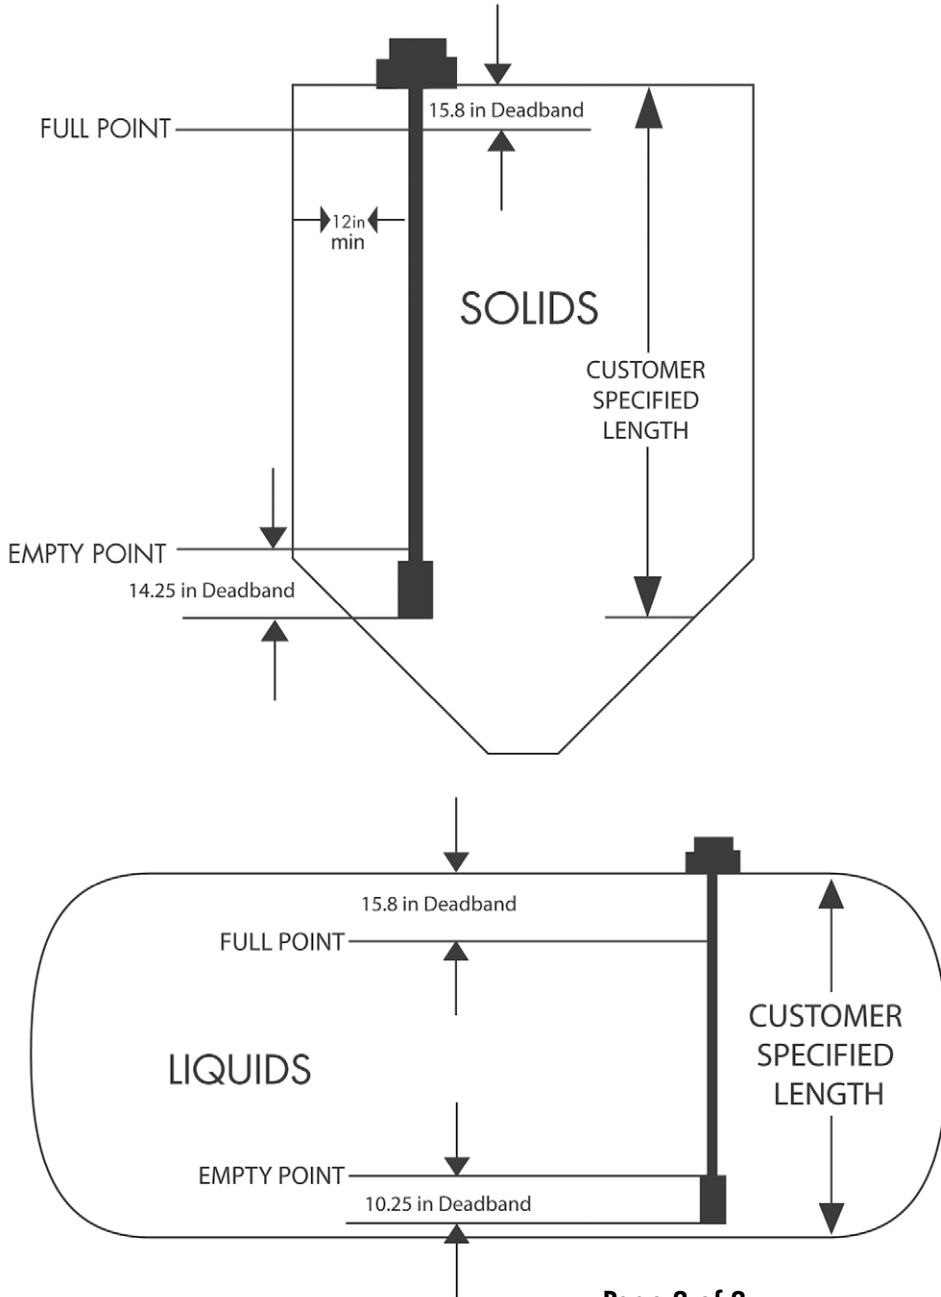 15.8 in Deadband
FULL POINT
12in
min
SOLIDS
CUSTOMER
SPECIFIED
LENGTH
EMPTY POINT
14.25 in Deadband
15.8 in Deadband
FULL POINT
CUSTOMER
SPECIFIED
LENGTH
LIQUIDS
EMPTY POINT
10.25 in Deadband